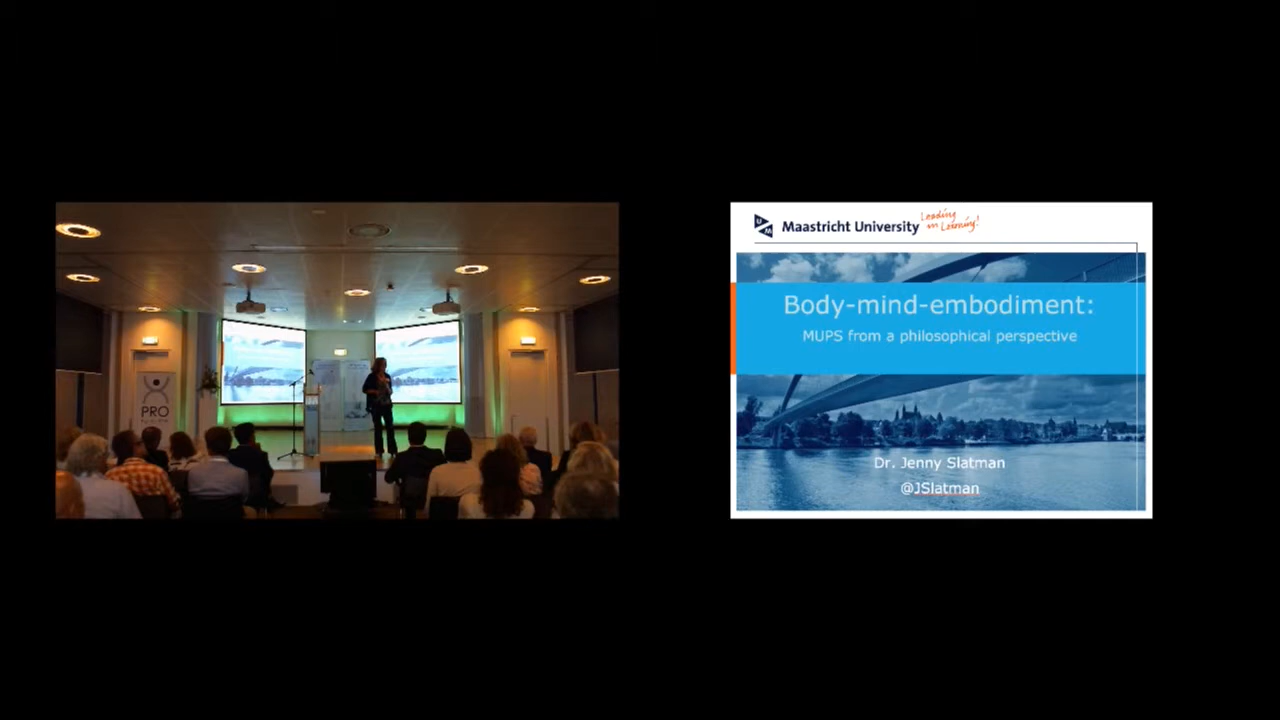 PRO
Maastricht University
Leading
in Learning!
Body-mind-embodiment:
MUPS from a philosophical perspective
Dr. Jenny Slatman
@JSlatman